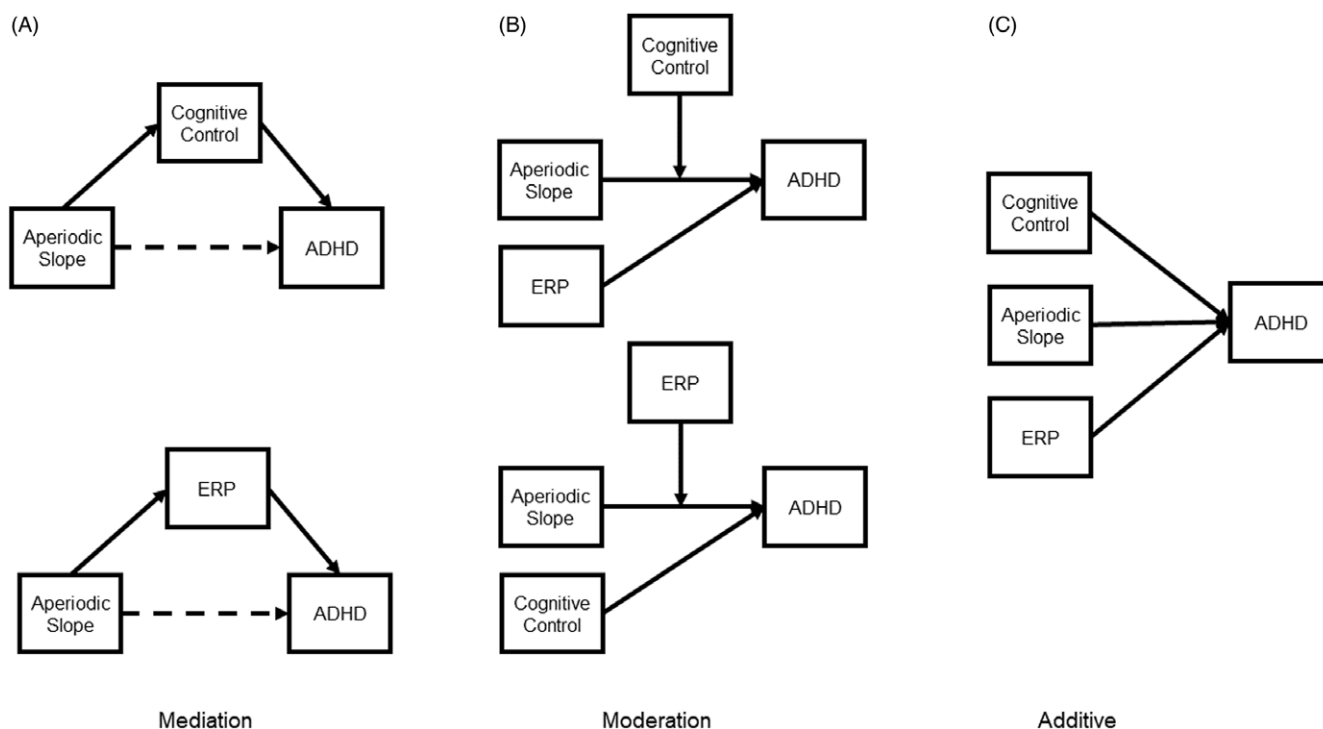 (A)
Cognitive
Control
Aperiodic
Slope
ADHD
ERP
Aperiodic
Slope
ADHD
Mediation
(B)
Cognitive
Control
Aperiodic
Slope
ADHD
ERP
ERP
Aperiodic
Slope
ADHD
Cognitive
Control
Moderation
(C)
Cognitive
Control
Aperiodic
Slope
ADHD
ERP
Additive